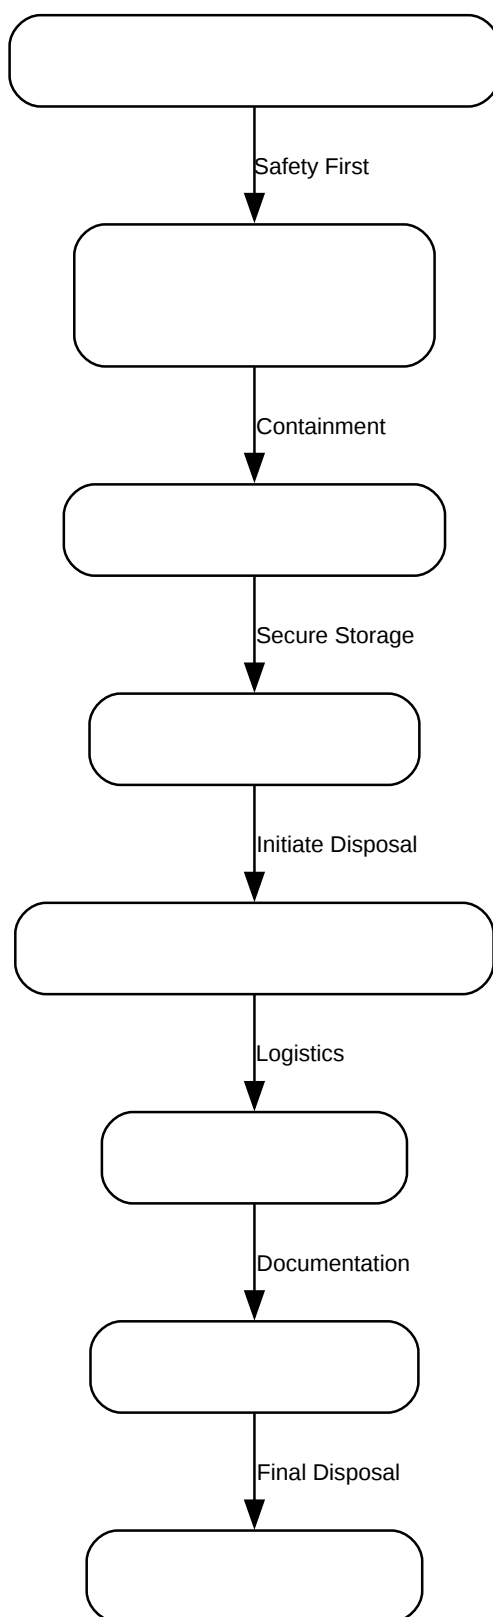 Safety First
Containment
Secure Storage
Initiate Disposal
Logistics
Documentation
Final Disposal